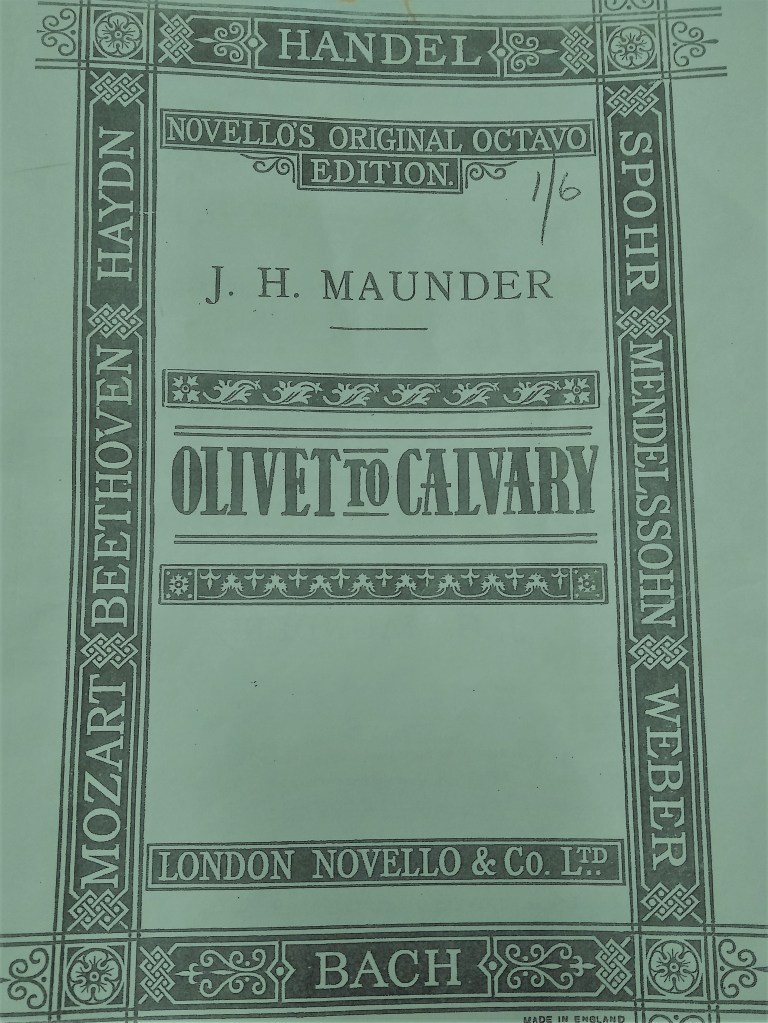 HANDEL
NOVELLO'S ORIGINAL OCTAVO
EDITION.
1/6
J. H. MAUNDER
OLIVET TO CALVARY
LONDON NOVELLO & Co. LTD.
BACH
MADE IN ENGLAND
HAYDN
BEETHOVEN
MOZART
SPOHR
MENDELSSOHN
WEBER